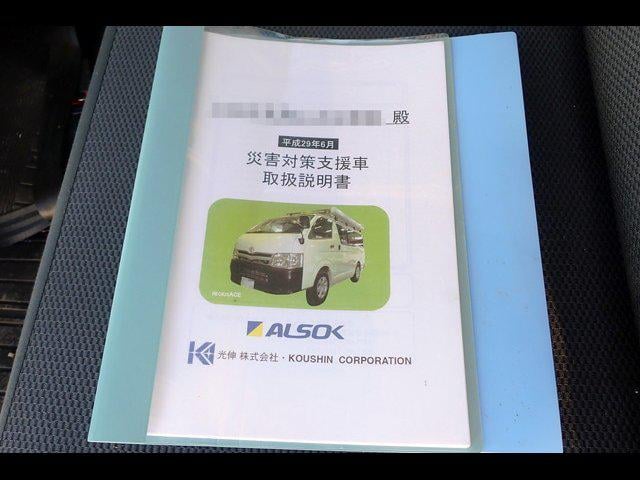 殿
平成29年6月
災害対策支援車
取扱説明書
ALSOK
光伸 株式会社・KOUSHIN CORPORATION